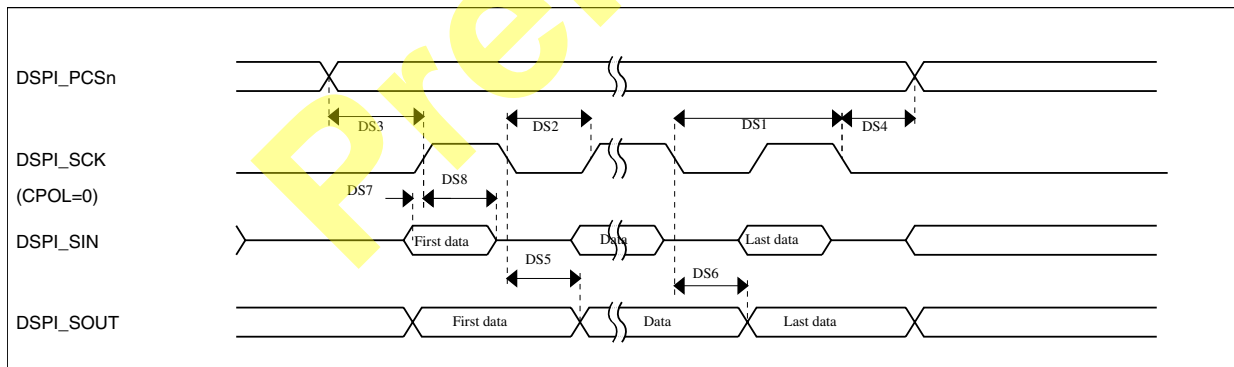 DSPI_PCSn
DS3
DS2
DS1
DS4
DSPI_SCK
(CPOL=0)
DS7
DS8
DSPI_SIN
First data
Data
Last data
DS5
DS6
DSPI_SOUT
First data
Data
Last data